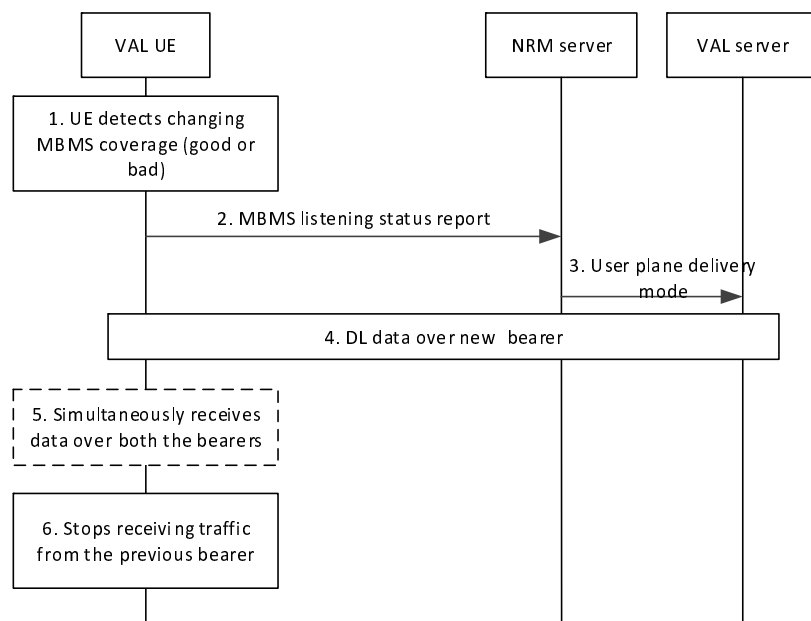 VAL UE
NRM server
VAL server
1. UE detects changing
MBMS coverage (good or
bad)
2. MBMS listening status report
3. User plane delivery
mode
4. DL data over new bearer
5. Simultaneously receives
data over both the bearers
6. Stops receiving traffic
from the previous bearer